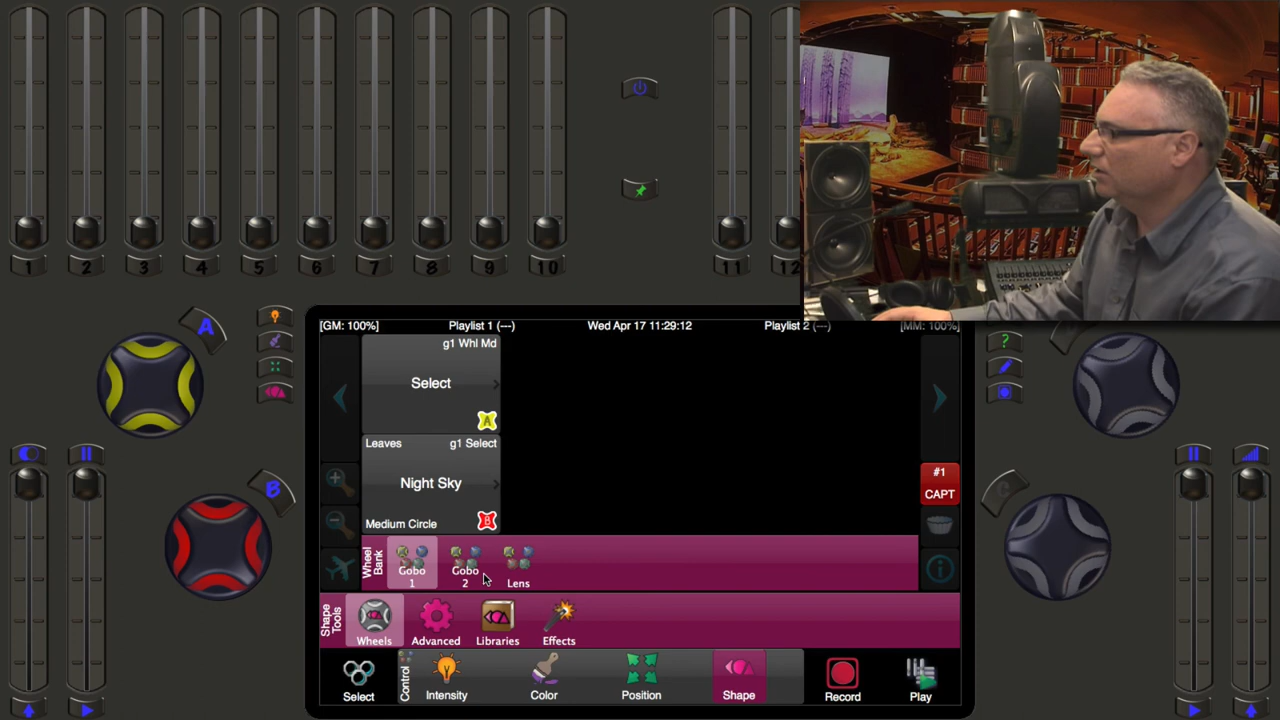 1 2 3 4 5 6 7 8 9 10 11 12
A
[GM: 100%] Playlist 1 (---) Wed Apr 17 11:29:12 Playlist 2 (---) [MM: 100%]
?
g1 Whl Md
Select
A
Leaves g1 Select
Night Sky
Medium Circle B
#1
CAPT
B
C
Wheel Bank
Gobo 1
Gobo 2
Lens
Shape Tools
Wheels Advanced Libraries Effects
Select
Control
Intensity Color Position Shape
Record Play